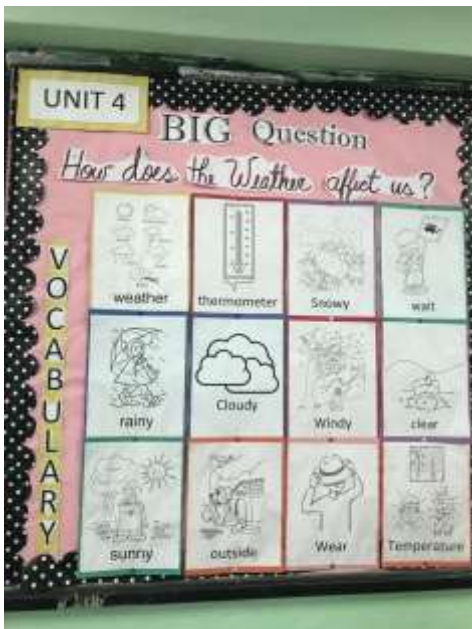 UNIT 4
BIG Question
How does the Weather affect us?
VOCABULARY
weather
thermometer
Snowy
wait
rainy
Cloudy
Windy
clear
sunny
outside
Wear
Temperature